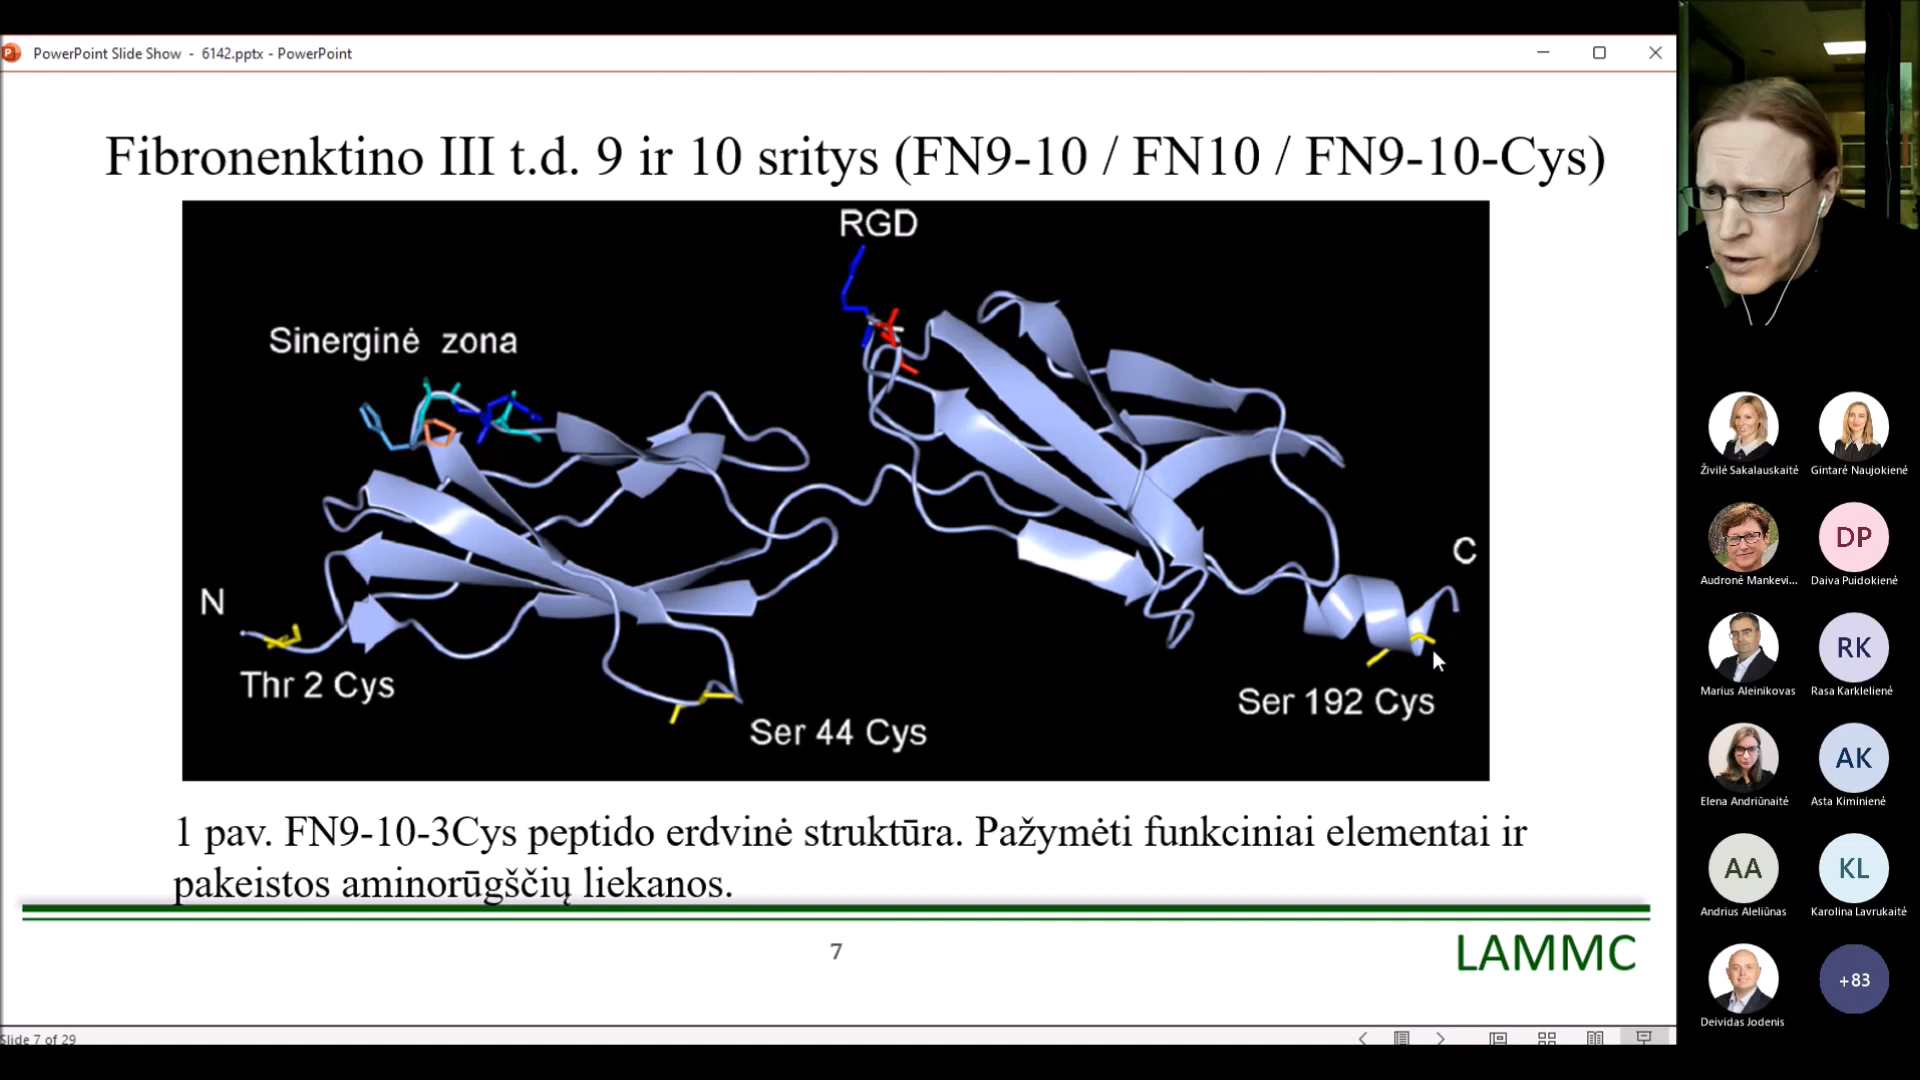 PowerPoint Slide Show - 6142.pptx - PowerPoint
Fibronenktino III t.d. 9 ir 10 sritys (FN9-10 / FN10 / FN9-10-Cys)
RGD
Sinerginė zona
N
C
Thr 2 Cys
Ser 44 Cys
Ser 192 Cys
1 pav. FN9-10-3Cys peptido erdvinė struktūra. Pažymėti funkciniai elementai ir
pakeistos aminorūgščių liekanos.
7
LAMMC
Slide 7 of 29
Živilė Sakalauskaitė
Gintarė Naujokienė
Audronė Mankevi...
DP
Daiva Puidokienė
Marius Aleinikovas
RK
Rasa Karklelienė
Elena Andriūnaitė
AK
Asta Kiminienė
AA
Andrius Aleliūnas
KL
Karolina Lavrukaitė
Deividas Jodenis
+83